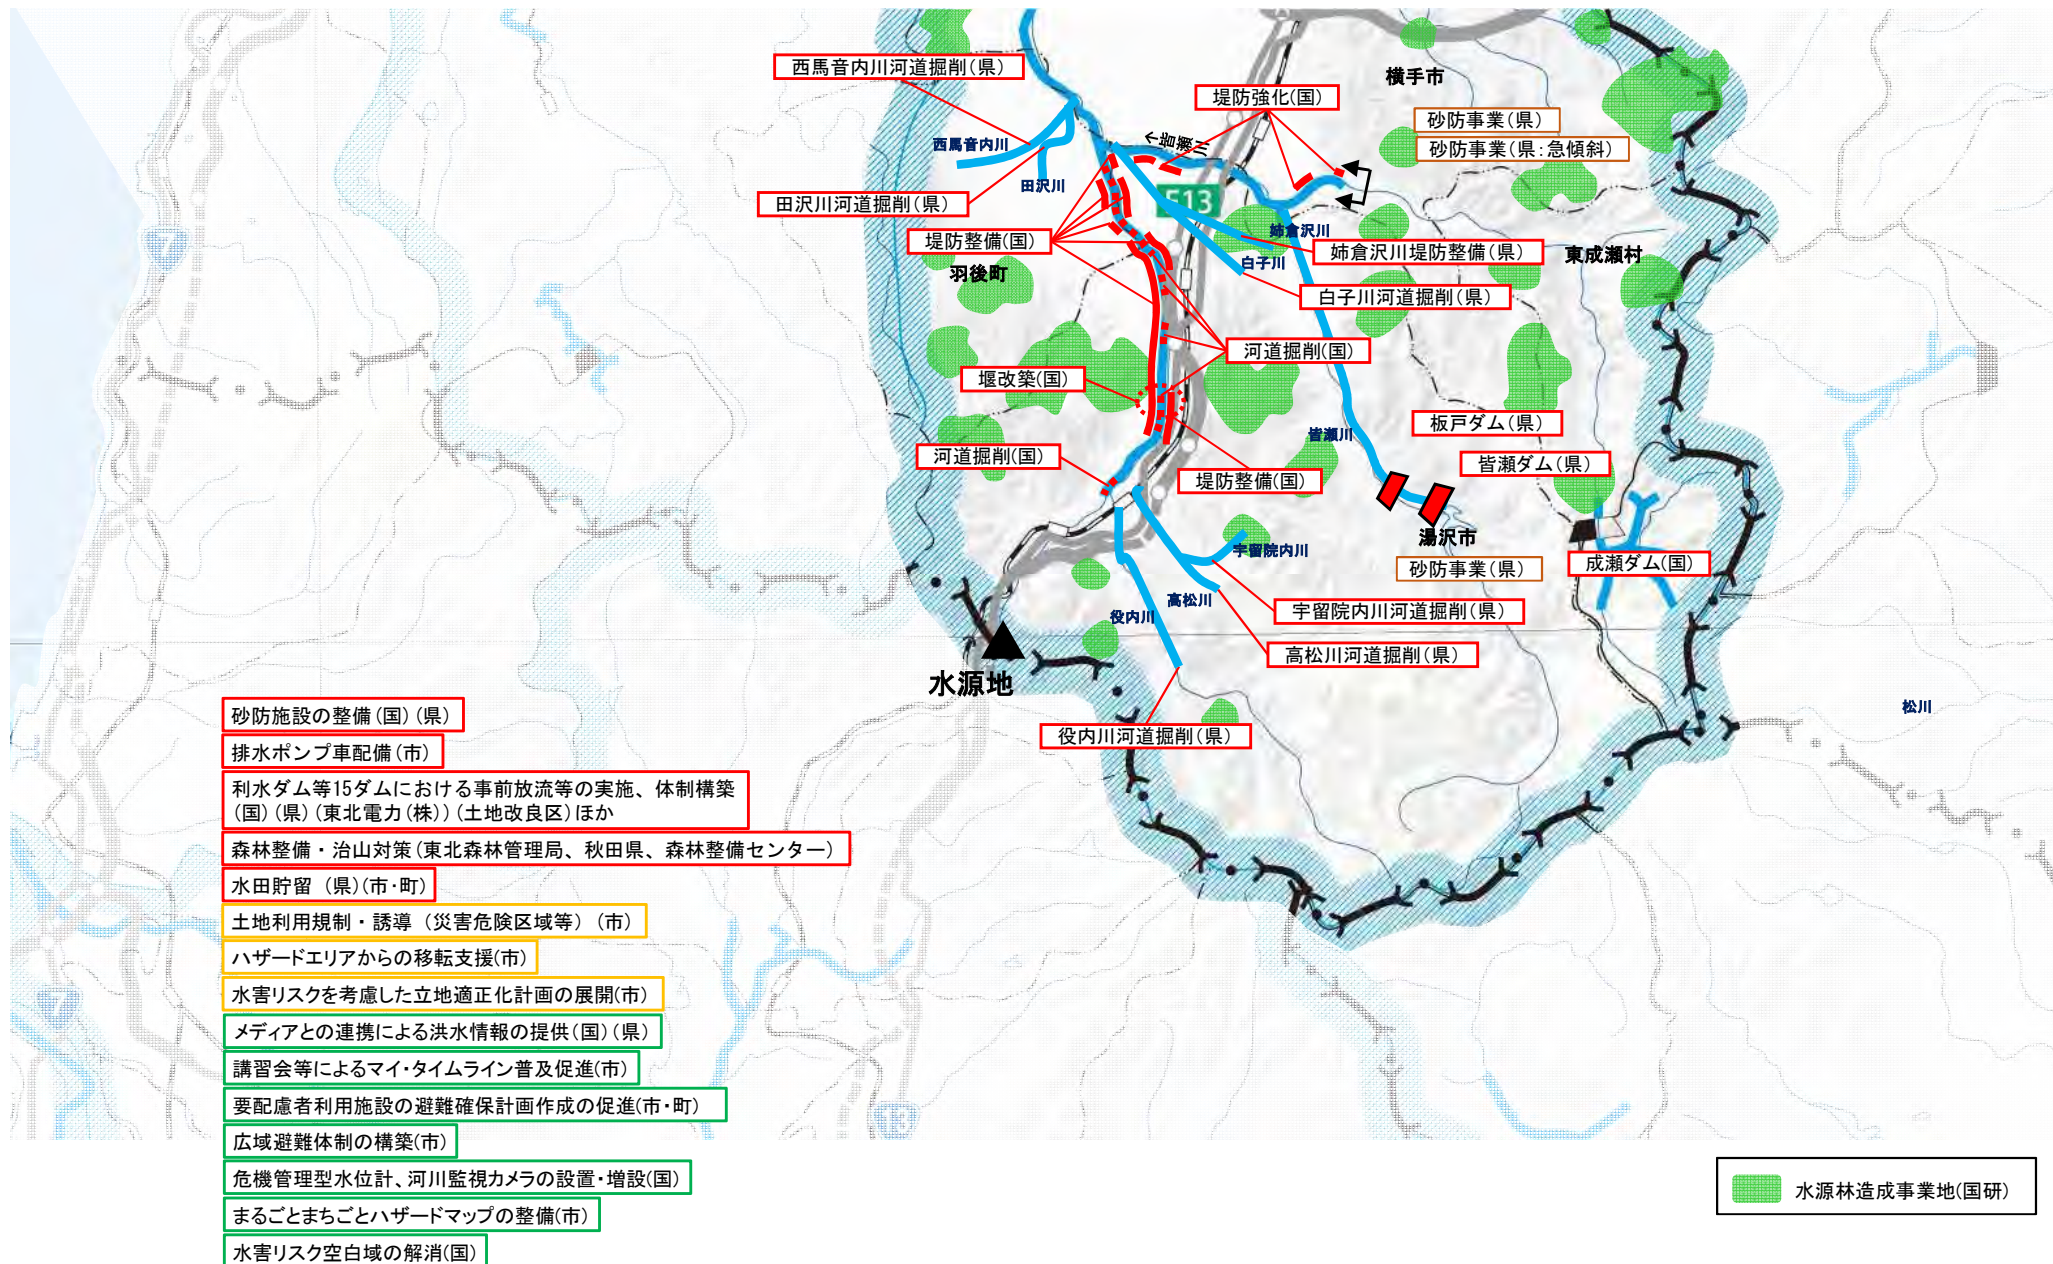 西馬音内川河道掘削(県)
横手市
堤防強化(国)
砂防事業(県)
砂防事業(県:急傾斜)
西馬音内川
↑皆瀬川
田沢川
田沢川河道掘削(県)
E13
堤防整備(国)
姉倉沢川
姉倉沢川堤防整備(県)
東成瀬村
羽後町
白子川
白子川河道掘削(県)
河道掘削(国)
堰改築(国)
板戸ダム(県)
皆瀬川
皆瀬ダム(県)
河道掘削(国)
堤防整備(国)
湯沢市
宇留院内川
砂防事業(県)
成瀬ダム(国)
高松川
宇留院内川河道掘削(県)
役内川
高松川河道掘削(県)
水源地
松川
役内川河道掘削(県)
砂防施設の整備(国)(県)
排水ポンプ車配備(市)
利水ダム等15ダムにおける事前放流等の実施、体制構築
(国)(県)(東北電力(株))(土地改良区)ほか
森林整備・治山対策(東北森林管理局、秋田県、森林整備センター)
水田貯留 (県)(市・町)
土地利用規制・誘導 (災害危険区域等) (市)
ハザードエリアからの移転支援(市)
水害リスクを考慮した立地適正化計画の展開(市)
メディアとの連携による洪水情報の提供(国)(県)
講習会等によるマイ・タイムライン普及促進(市)
要配慮者利用施設の避難確保計画作成の促進(市・町)
広域避難体制の構築(市)
危機管理型水位計、河川監視カメラの設置・増設(国)
まるごとまちごとハザードマップの整備(市)
水害リスク空白域の解消(国)
水源林造成事業地(国研)